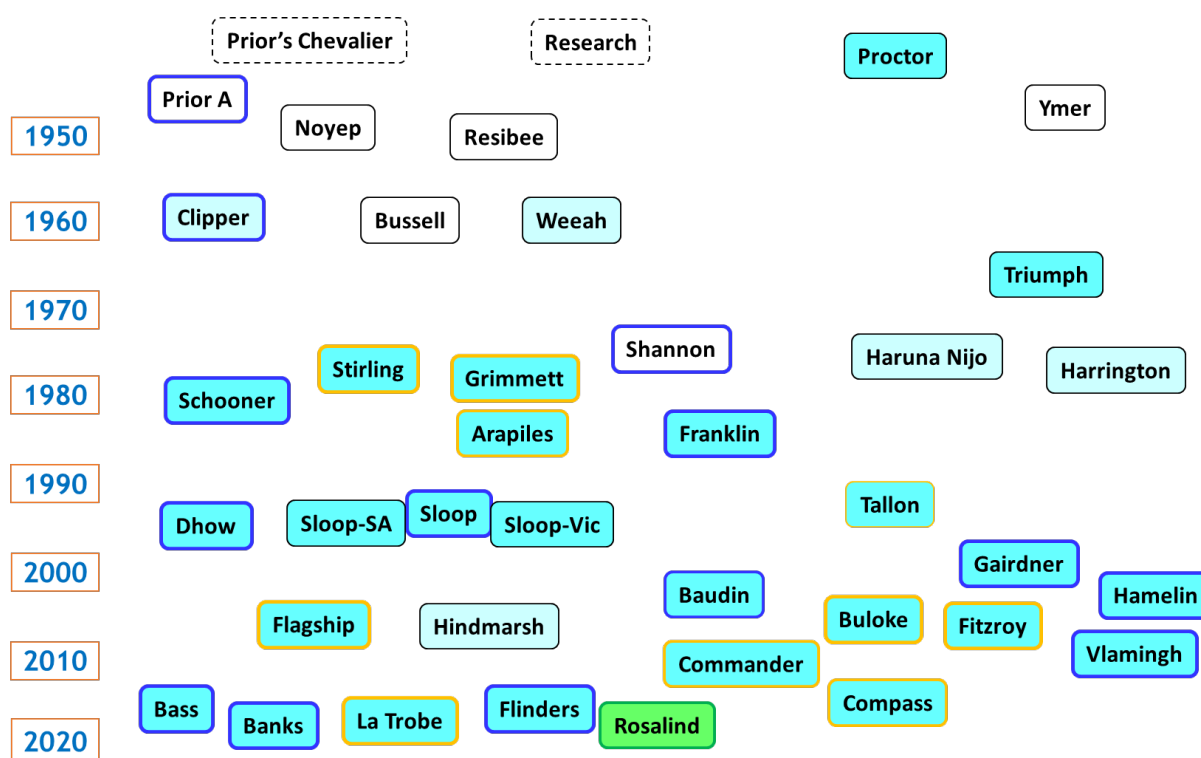 Prior's Chevalier
Research
Proctor
Prior A
Noyep
Resibee
Ymer
1950
Clipper
Bussell
Weeah
1960
Triumph
1970
Shannon
Haruna Nijo
Harrington
Stirling
Grimmett
1980
Schooner
Arapiles
Franklin
1990
Dhow
Sloop-SA
Sloop
Sloop-Vic
Tallon
2000
Gairdner
Baudin
Hamelin
Flagship
Hindmarsh
Buloke
Fitzroy
2010
Commander
Vlamingh
Bass
Banks
La Trobe
Flinders
Rosalind
Compass
2020